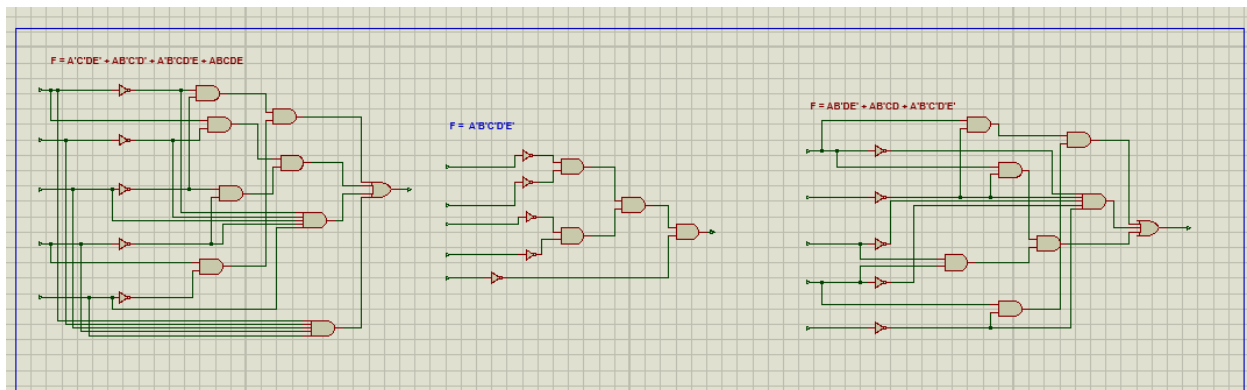 F = A'C'DE' + AB'C'D' + A'B'CD'E + ABCDE
F = A'B'C'D'E'
F = AB'DE' + AB'CD + A'B'C'D'E'